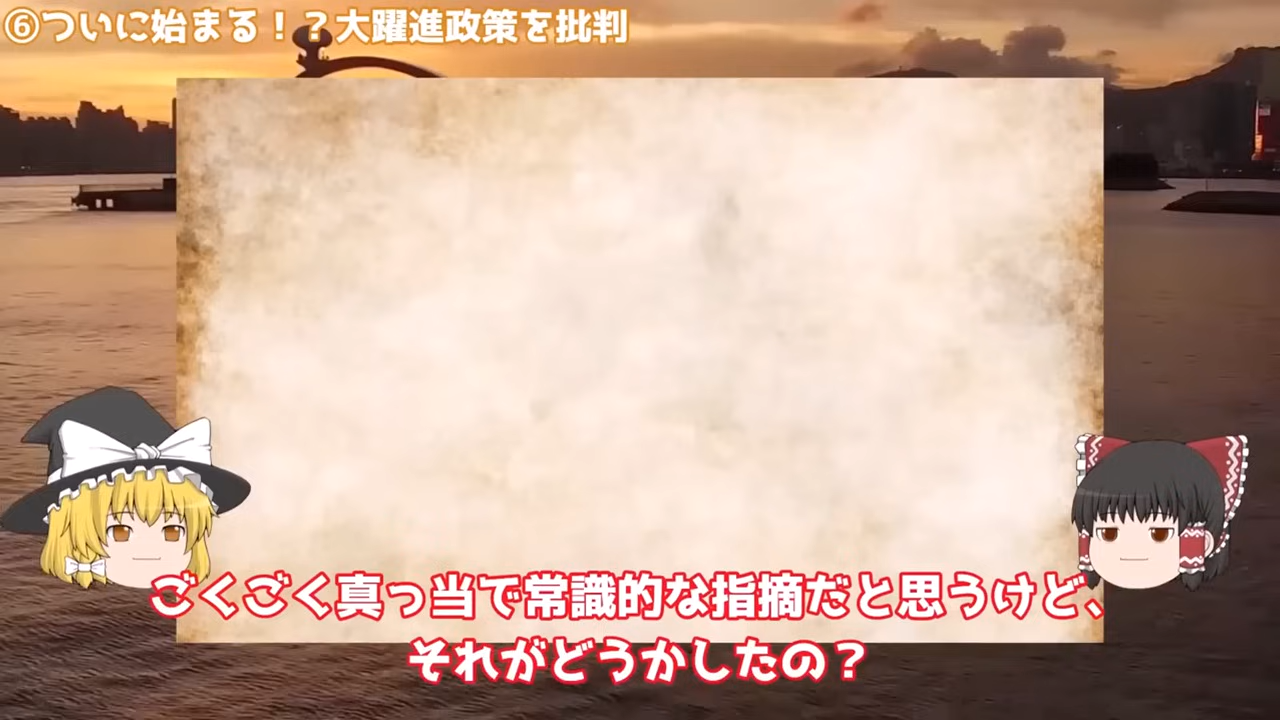 ⑥ついに始まる！？大躍進政策を批判
ごくごく真っ当で常識的な指摘だと思うけど、
それがどうかしたの？